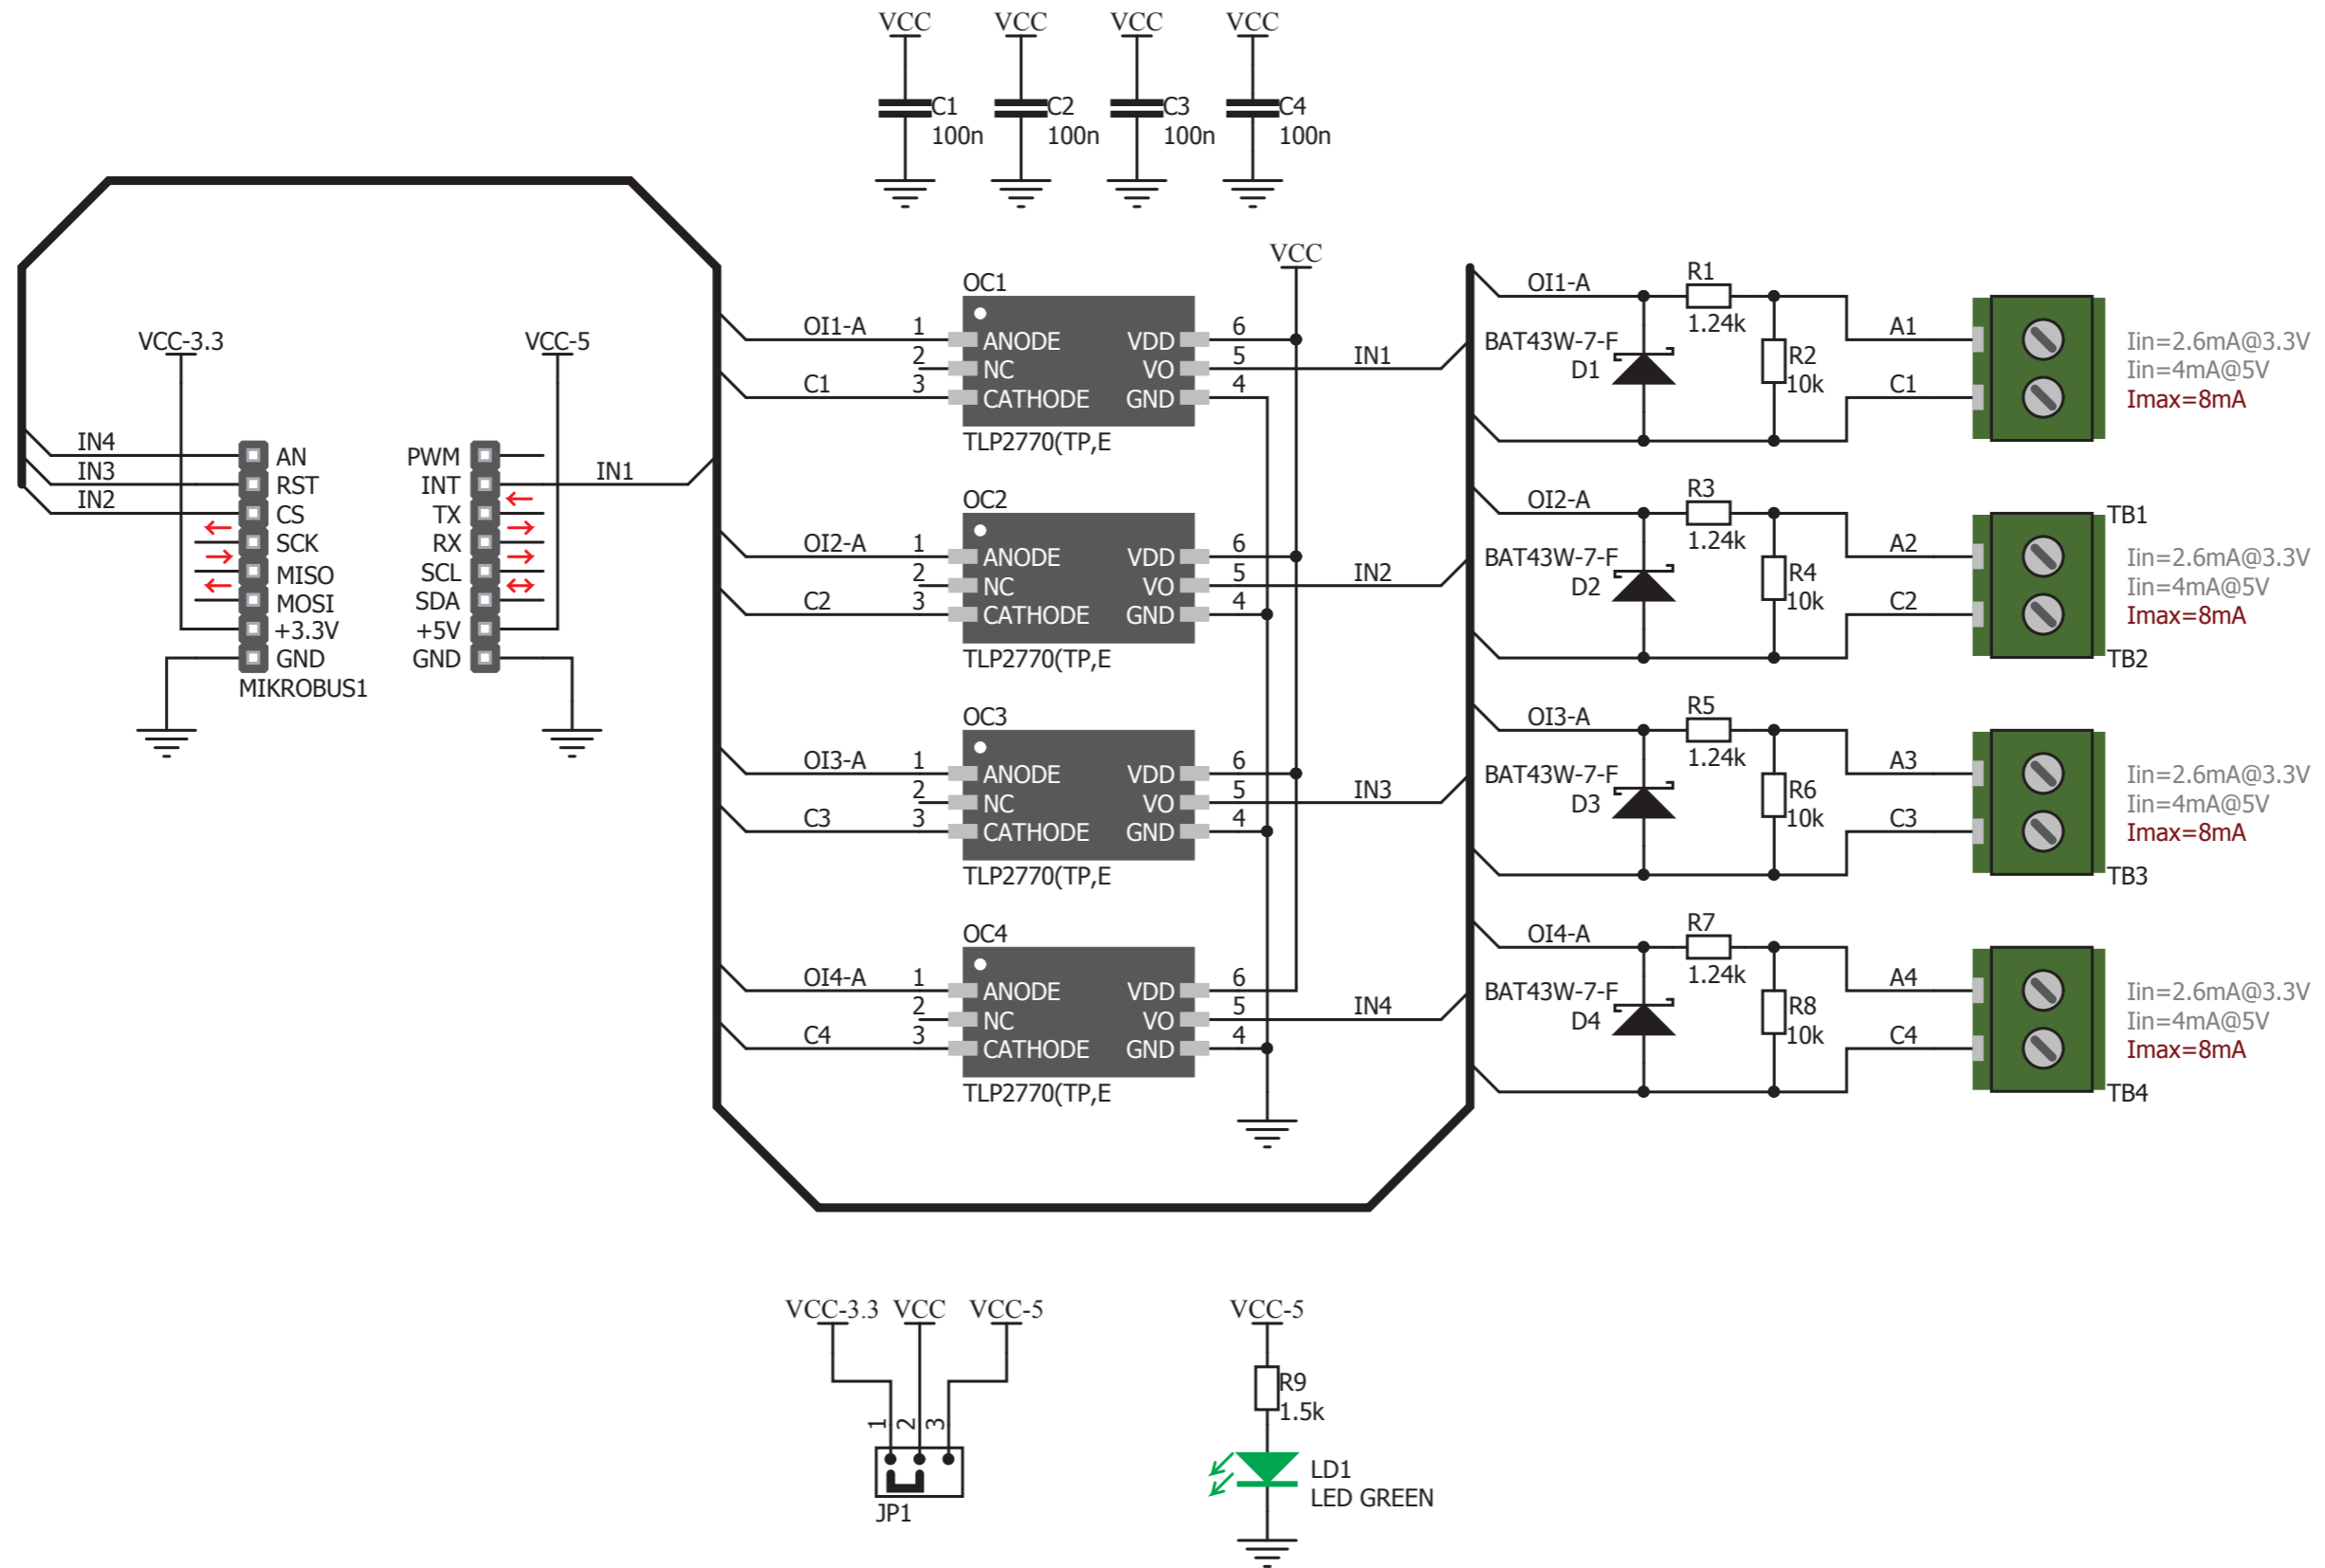 VCC VCC VCC VCC
C1 C2 C3 C4
100n 100n 100n 100n
VCC
VCC-3.3 VCC-5
IN4 AN PWM
IN3 RST INT IN1
IN2 CS TX
SCK RX
MISO SCL
MOSI SDA
+3.3V +5V
GND GND
MIKROBUS1
OC1
OI1-A 1 ANODE VDD 6
2 NC VO 5 IN1
C1 3 CATHODE GND 4
TLP2770(TP,E
OC2
OI2-A 1 ANODE VDD 6
2 NC VO 5 IN2
C2 3 CATHODE GND 4
TLP2770(TP,E
OC3
OI3-A 1 ANODE VDD 6
2 NC VO 5 IN3
C3 3 CATHODE GND 4
TLP2770(TP,E
OC4
OI4-A 1 ANODE VDD 6
2 NC VO 5 IN4
C4 3 CATHODE GND 4
TLP2770(TP,E
OI1-A R1
1.24k A1
BAT43W-7-F R2 Iin=2.6mA@3.3V
D1 10k Iin=4mA@5V
C1 Imax=8mA
OI2-A R3 TB1
1.24k A2
BAT43W-7-F R4 Iin=2.6mA@3.3V
D2 10k Iin=4mA@5V
C2 Imax=8mA
TB2
OI3-A R5
1.24k A3
BAT43W-7-F R6 Iin=2.6mA@3.3V
D3 10k Iin=4mA@5V
C3 Imax=8mA
TB3
OI4-A R7
1.24k A4
BAT43W-7-F R8 Iin=2.6mA@3.3V
D4 10k Iin=4mA@5V
C4 Imax=8mA
TB4
VCC-3.3 VCC VCC-5
1 2 3
JP1
VCC-5
R9
1.5k
LD1
LED GREEN